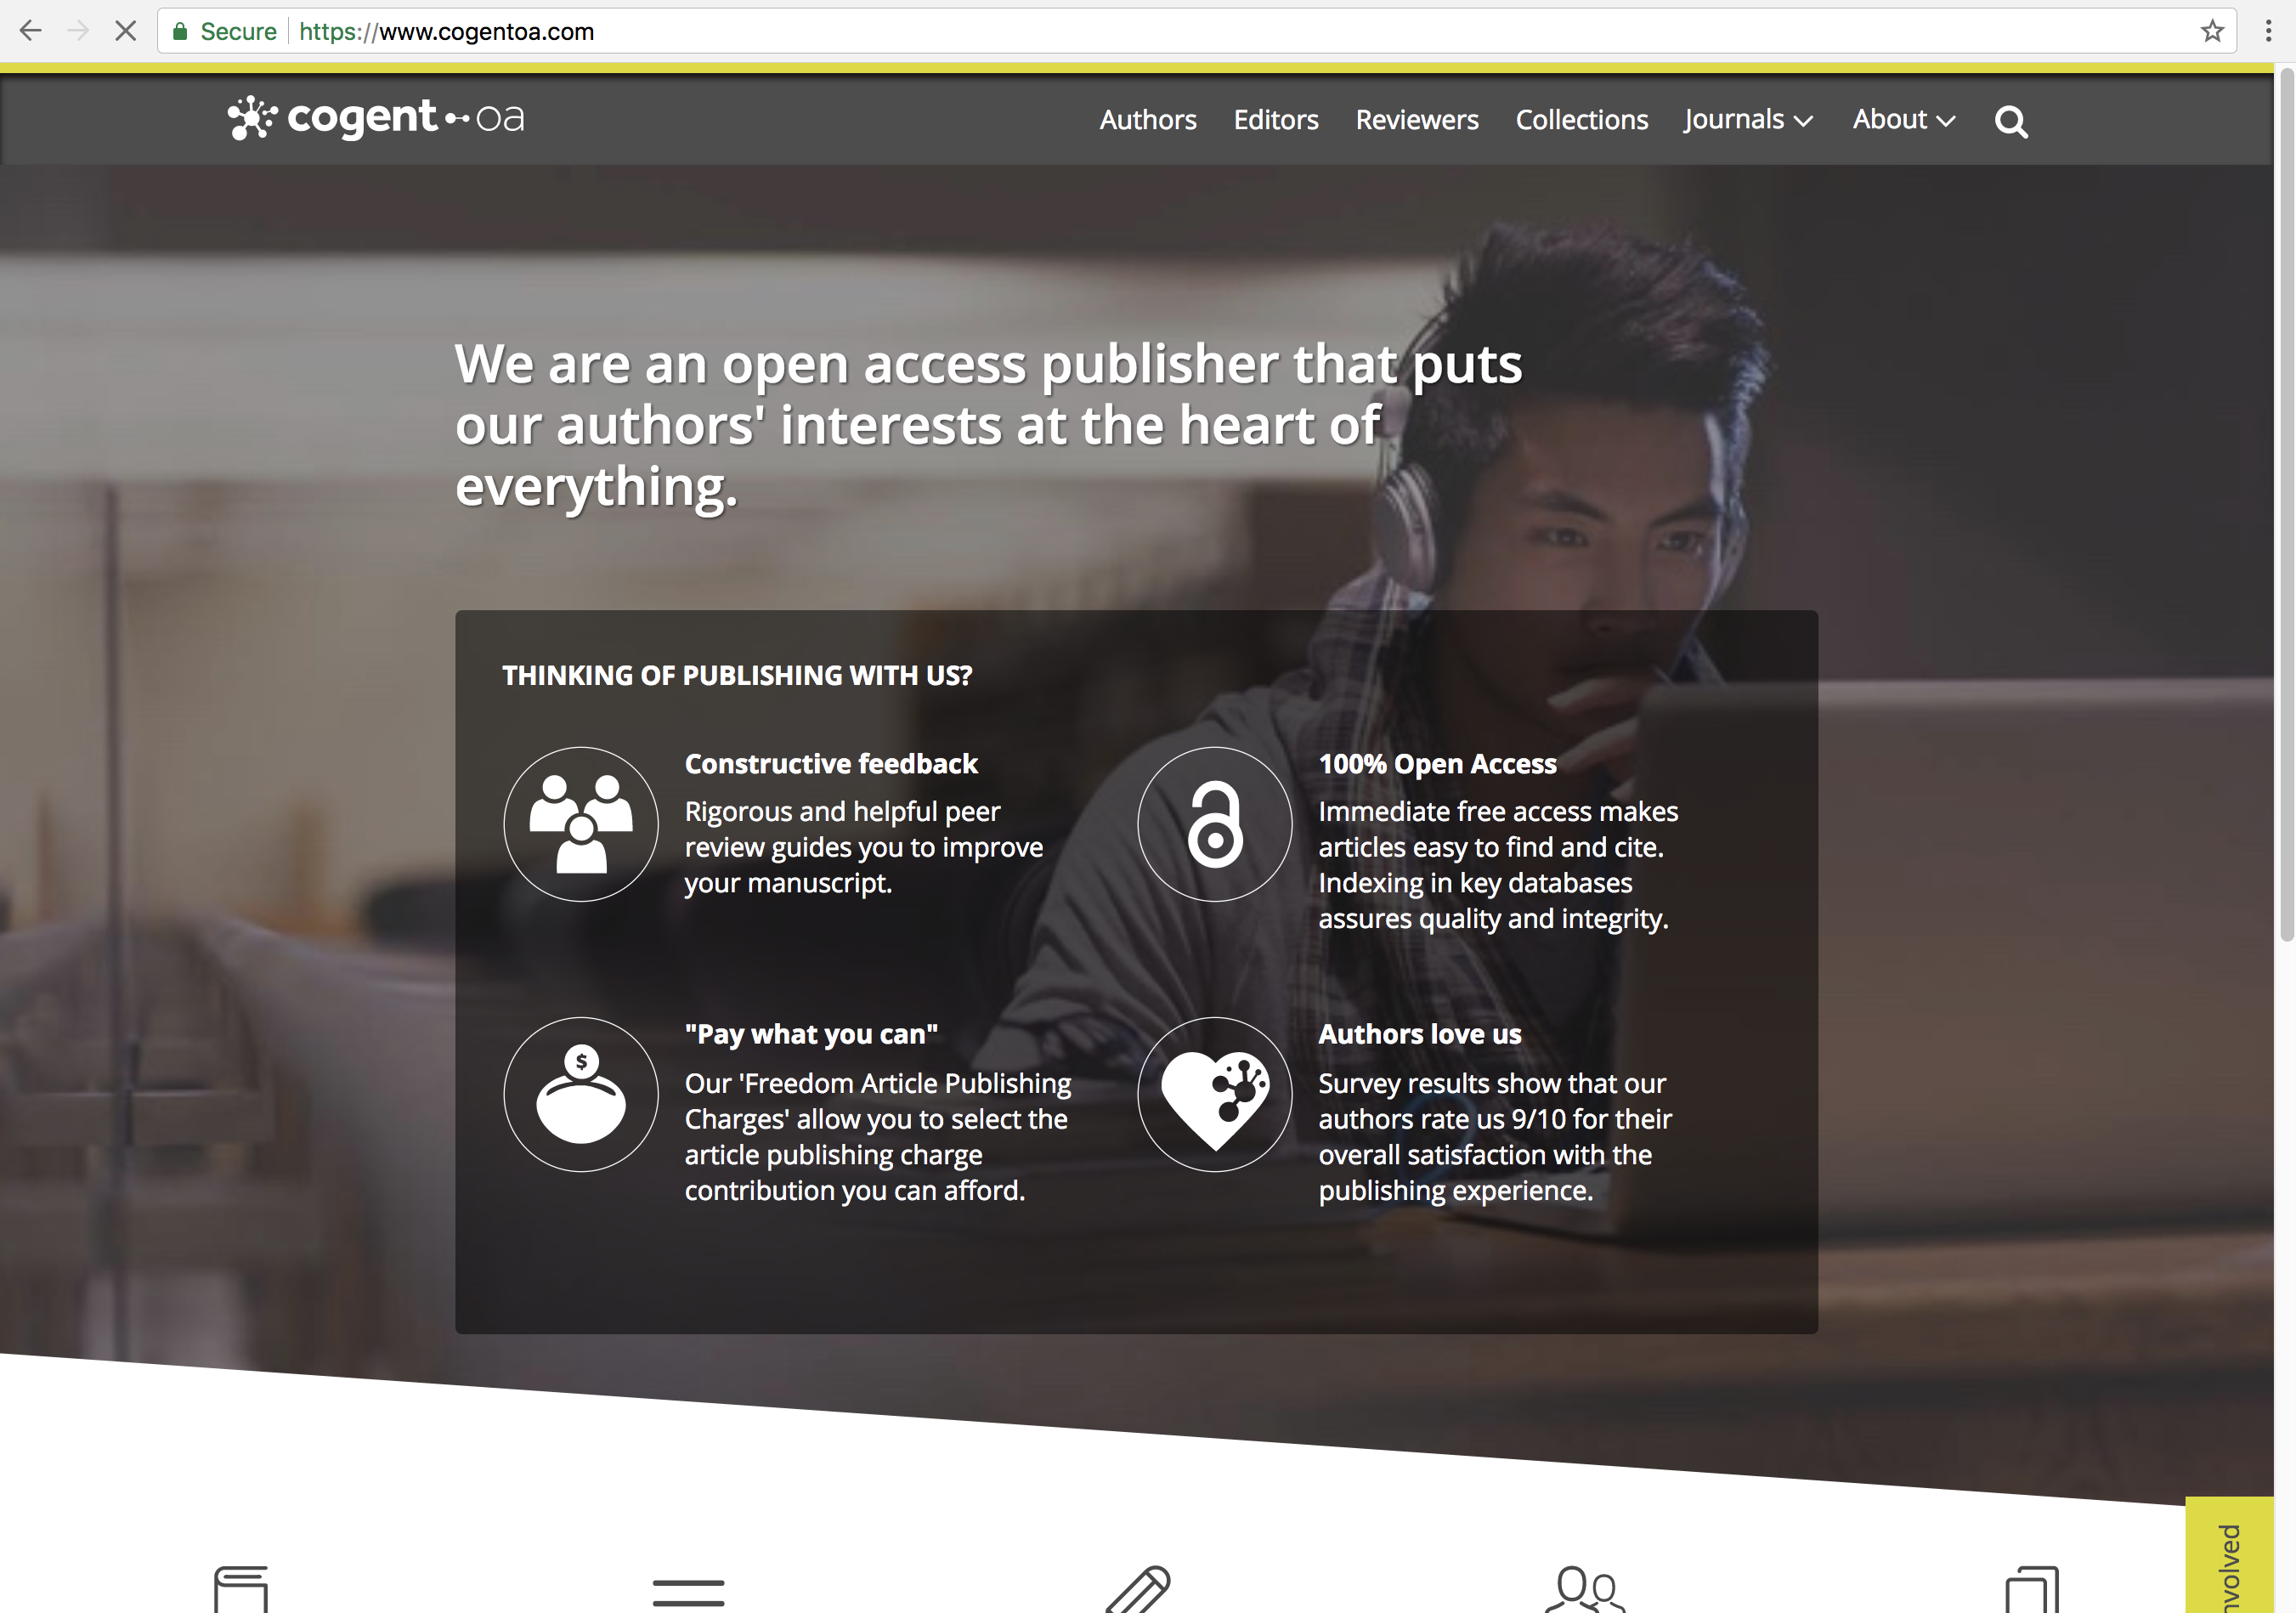 Secure https://www.cogentoa.com
cogent oa
Authors Editors Reviewers Collections Journals About
We are an open access publisher that puts
our authors' interests at the heart of
everything.
THINKING OF PUBLISHING WITH US?
Constructive feedback
Rigorous and helpful peer
review guides you to improve
your manuscript.
100% Open Access
Immediate free access makes
articles easy to find and cite.
Indexing in key databases
assures quality and integrity.
$
"Pay what you can"
Our 'Freedom Article Publishing
Charges' allow you to select the
article publishing charge
contribution you can afford.
Authors love us
Survey results show that our
authors rate us 9/10 for their
overall satisfaction with the
publishing experience.